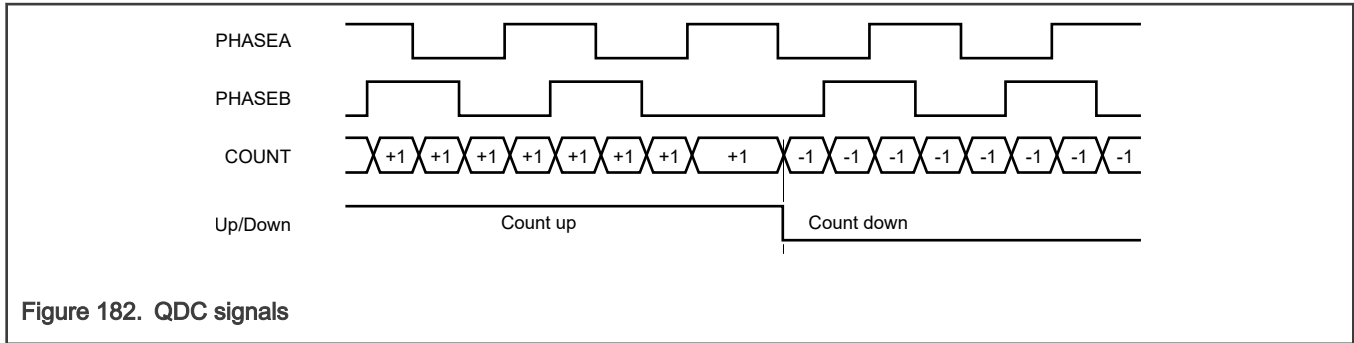 PHASEA
PHASEB
COUNT +1 +1 +1 +1 +1 +1 +1 +1 -1 -1 -1 -1 -1 -1 -1 -1
Up/Down Count up Count down
Figure 182. QDC signals